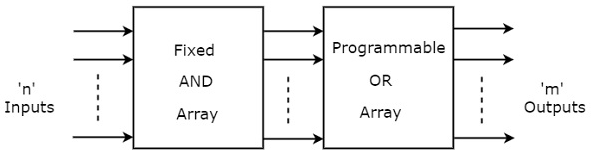 'n'
Inputs
Fixed
AND
Array
Programmable
OR
Array
'm'
Outputs